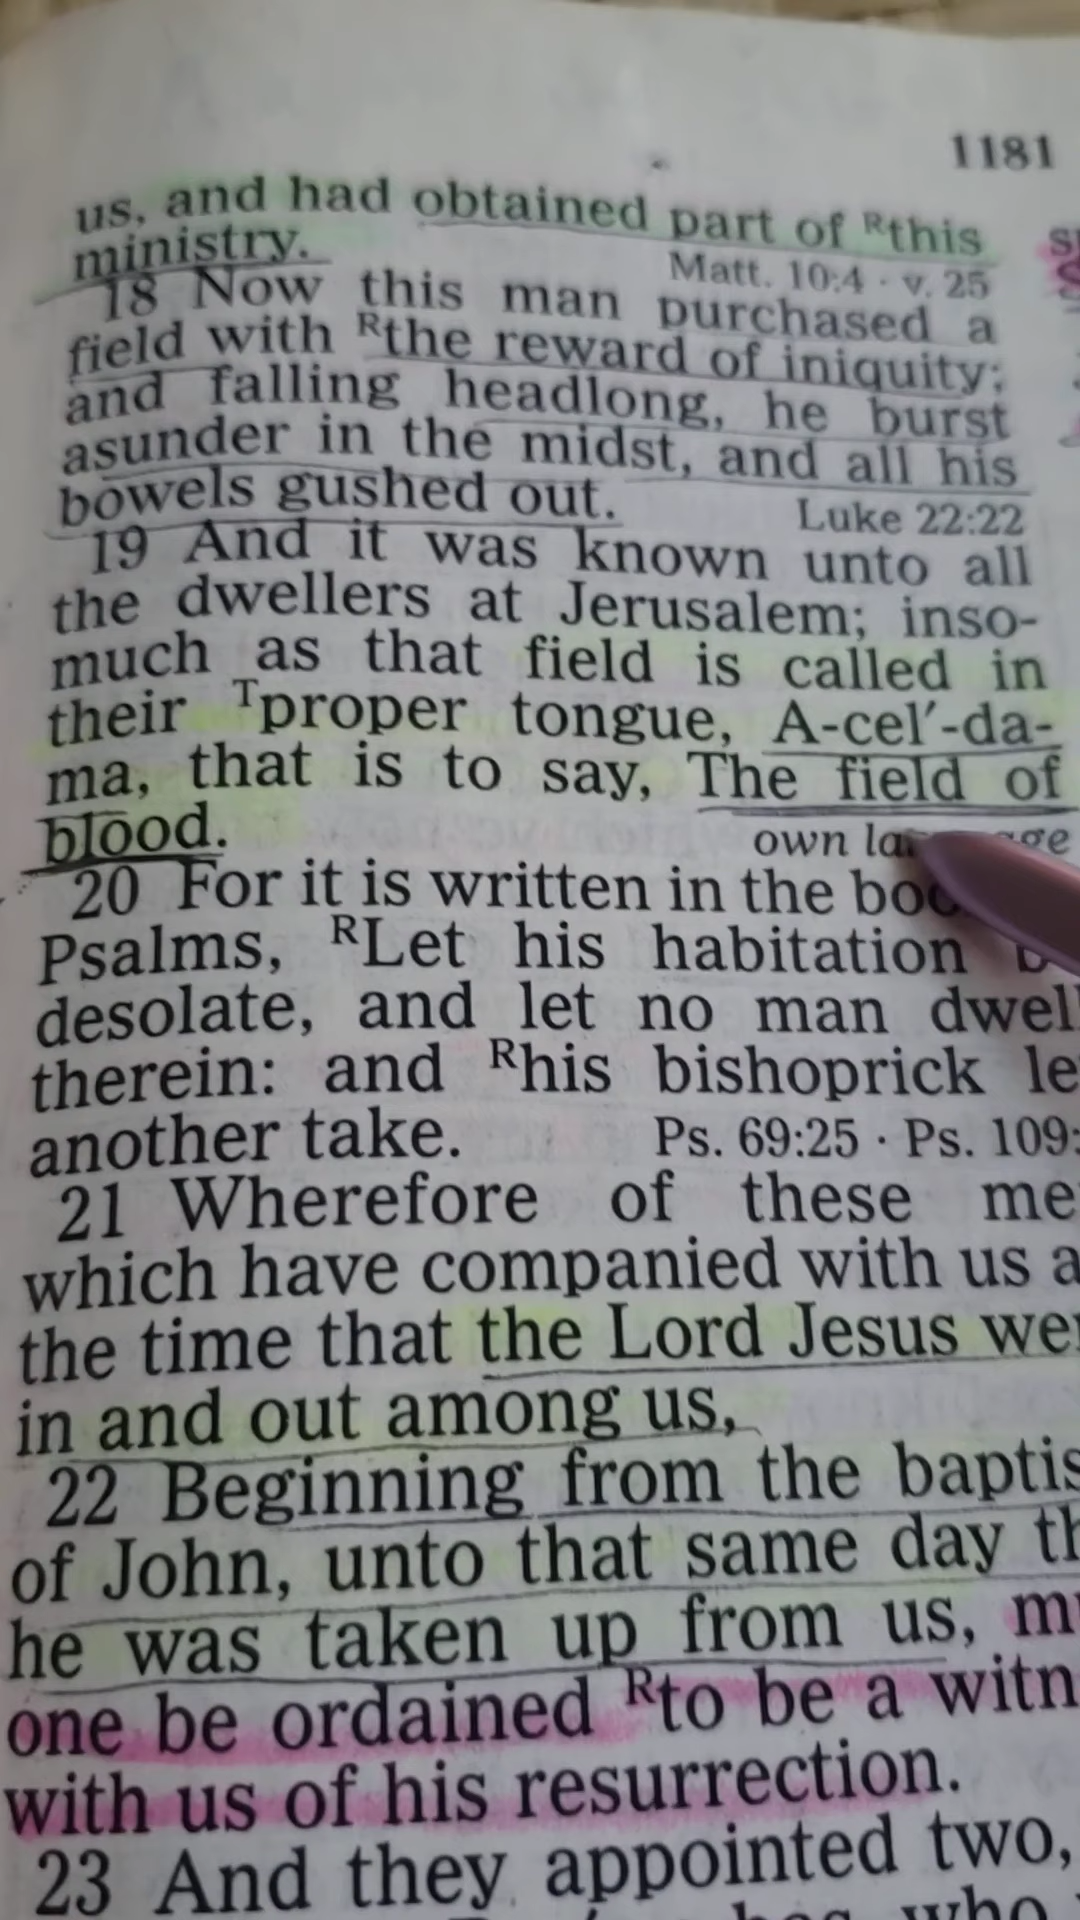 1181
us, and had obtained part of ᴿthis
ministry. Matt. 10:4 · v. 25
18 Now this man purchased a
field with ᴿthe reward of iniquity;
and falling headlong, he burst
asunder in the midst, and all his
bowels gushed out. Luke 22:22
19 And it was known unto all
the dwellers at Jerusalem; inso-
much as that field is called in
their ᵀproper tongue, A-cel′-da-
ma, that is to say, The field of
blood. own
20 For it is written in the
Psalms, ᴿLet his habitation
desolate, and let no man dwell
therein: and ᴿhis bishoprick
another take. Ps. 69:25 · Ps. 109:
21 Wherefore of these
which have companied with us
the time that the Lord Jesus
in and out among us,
22 Beginning from the
of John, unto that same day
he was taken up from us,
one be ordained ᴿto be a
with us of his resurrection.
23 And they appointed two,
who